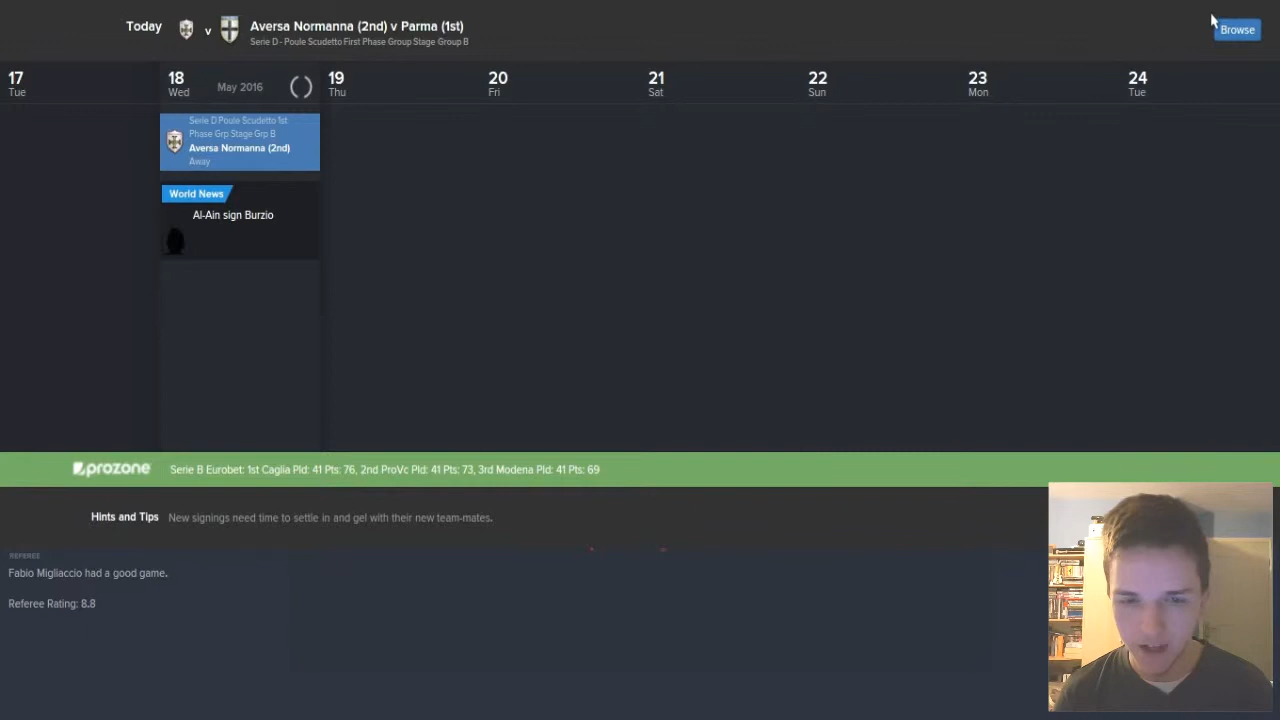 Today
v
Aversa Normanna (2nd) v Parma (1st)
Serie D - Poule Scudetto First Phase Group Stage Group B
Browse
17
Tue
18
Wed
May 2016
19
Thu
20
Fri
21
Sat
22
Sun
23
Mon
24
Tue
Serie D Poule Scudetto 1st
Phase Grp Stage Grp B
Aversa Normanna (2nd)
Away
World News
Al-Ain sign Burzio
prozone
Serie B Eurobet: 1st Caglia Pld: 41 Pts: 76, 2nd ProVc Pld: 41 Pts: 73, 3rd Modena Pld: 41 Pts: 69
Hints and Tips
New signings need time to settle in and gel with their new team-mates.
REFEREE
Fabio Migliaccio had a good game.
Referee Rating: 8.8